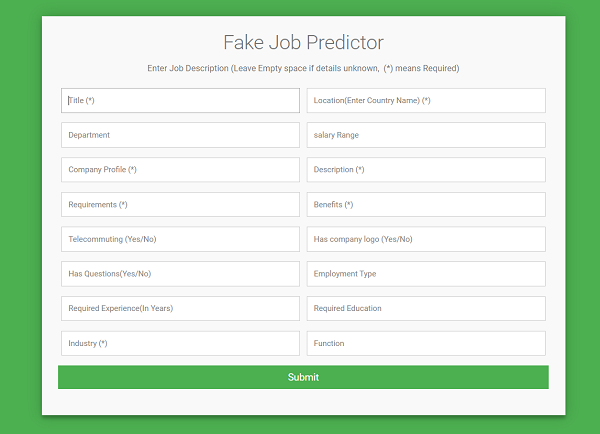 Fake Job Predictor
Enter Job Description (Leave Empty space if details unknown, (*) means Required)
Title (*)
Location(Enter Country Name) (*)
Department
salary Range
Company Profile (*)
Description (*)
Requirements (*)
Benefits (*)
Telecommuting (Yes/No)
Has company logo (Yes/No)
Has Questions(Yes/No)
Employment Type
Required Experience(In Years)
Required Education
Industry (*)
Function
Submit